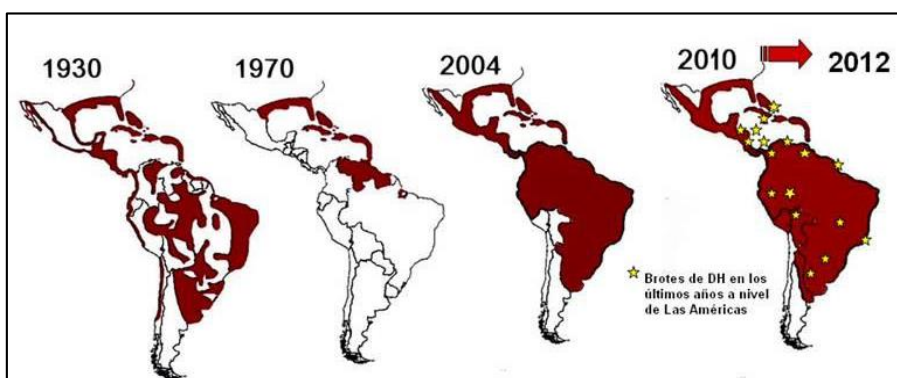 1930
1970
2004
2010
2012
Brotes de DH en los
últimos años a nivel
de Las Américas